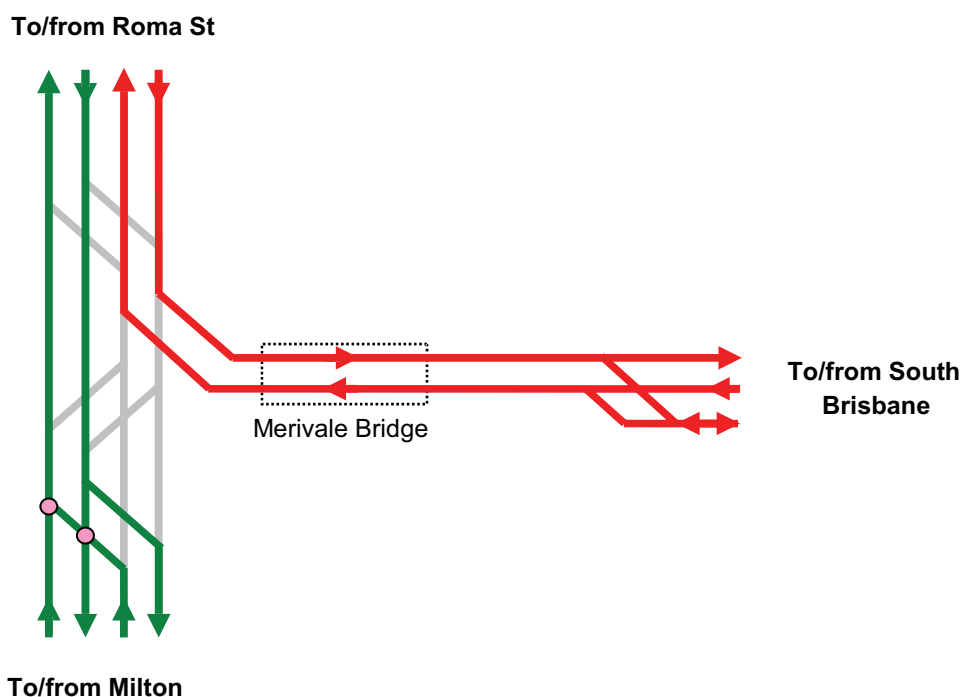 To/from Roma St
To/from South
Brisbane
Merivale Bridge
To/from Milton